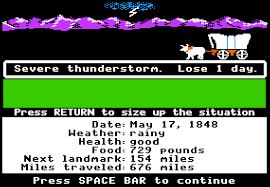 Severe thunderstorm. Lose 1 day.
Press RETURN to size up the situation
Date: May 17, 1848
Weather: rainy
Health: good
Food: 729 pounds
Next landmark: 154 miles
Miles traveled: 676 miles
Press SPACE BAR to continue